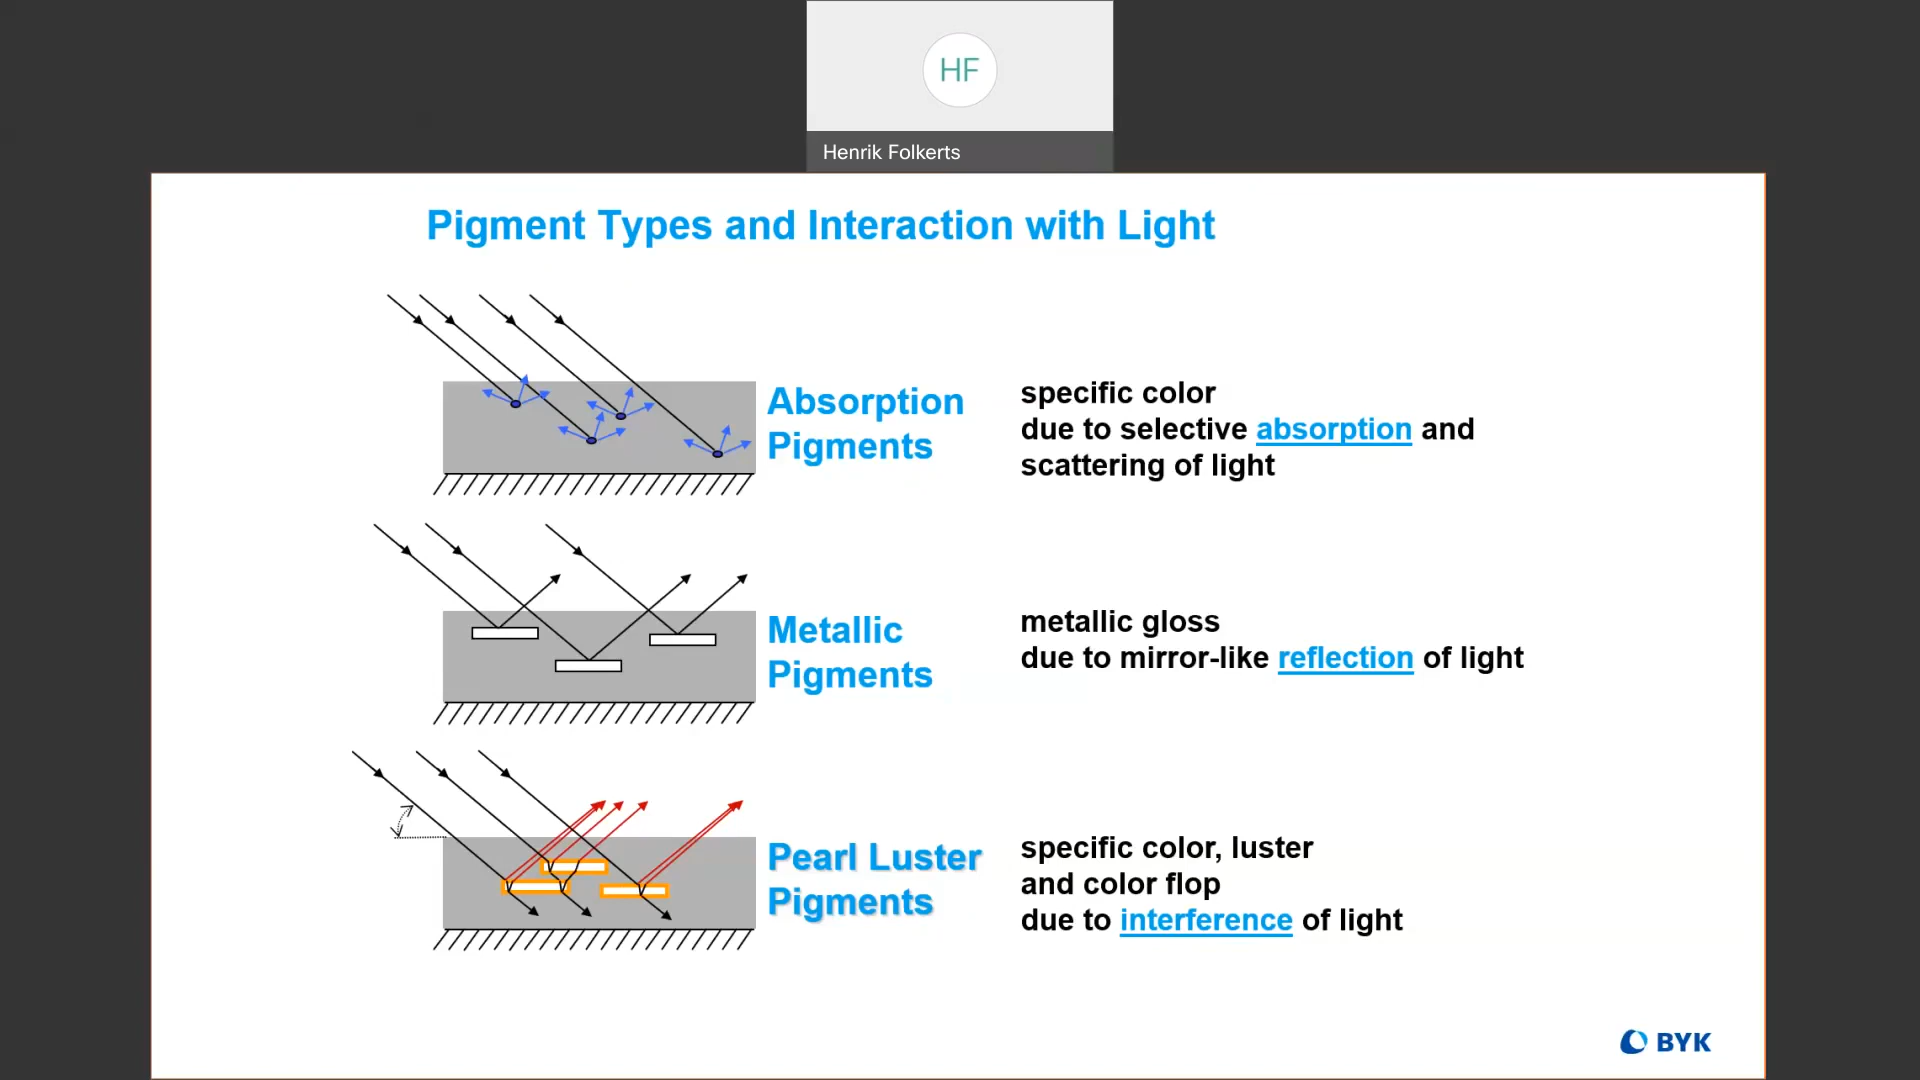 HF
Henrik Folkerts
Pigment Types and Interaction with Light
Absorption
Pigments
specific color
due to selective absorption and
scattering of light
Metallic
Pigments
metallic gloss
due to mirror-like reflection of light
Pearl Luster
Pigments
specific color, luster
and color flop
due to interference of light
BYK